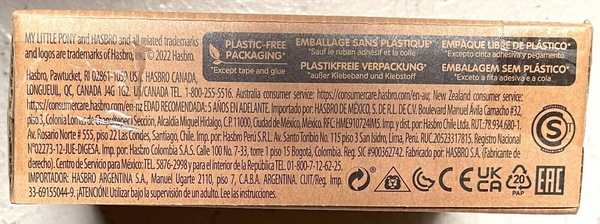 MY LITTLE PONY and HASBRO and all related trademarks
and logos are trademarks of Hasbro, Inc. © 2022 Hasbro.
Hasbro, Pawtucket, RI 02861-1059 USA. HASBRO CANADA,
LONGUEUIL, QC, CANADA J4G 1G2. US/CANADA
TEL. 1-800-255-5516. Australia consumer service: https://consumercare.hasbro.com/en-au; New Zealand consumer service:
https://consumercare.hasbro.com/en-nz EDAD RECOMENDADA: 5 AÑOS EN ADELANTE. Importado por: HASBRO DE MÉXICO, S. DE R.L. DE C.V. BOULEVARD Manuel Ávila Camacho #32,
piso 3, Colonia Lomas de Chapultepec I Sección, Alcaldía Miguel Hidalgo, C.P. 11000, Ciudad de México, México. RFC: HME910724IM5. Imp. y dist. por: Hasbro Chile Ltda. RUT: 78.934.680-1.
Av. Rosario Norte # 555, piso 22 Las Condes, Santiago, Chile. Imp. por: Hasbro Perú S.R.L. Av. Santo Toribio No. 115 piso 3 San Isidro, Lima, Perú. RUC.20523317815. Registro Nacional
N°02273-12-JUE-DIGESA. Imp. por: Hasbro Colombia S.A.S. Calle 100 No. 7-33, torre 1 piso 15 Bogotá, Colombia. SIC No. 900362742. Fabricado por: HASBRO S.A. (Fabricante de
derecho). Centro de Servicio para México: TEL. 5876-2998 y para el interior de la República TEL. 01-800-7-12-62-25.
IMPORTADOR: HASBRO ARGENTINA S.A., Manuel Ugarte 2110, piso 7, C.A.B.A. ARGENTINA. CUIT/Reg. Imp.
33-69155044-9. ¡ATENCIÓN! Utilizar bajo la supervisión de un adulto. Lee las instrucciones.
PLASTIC-FREE
PACKAGING*
*Except tape and glue
EMBALLAGE SANS PLASTIQUE*
*Sauf le ruban adhésif et la colle
PLASTIKFREIE VERPACKUNG*
*außer Klebeband und Klebstoff
EMPAQUE LIBRE DE PLÁSTICO*
*Excepto cinta adhesiva y pegamento
EMBALAGEM SEM PLÁSTICO*
*Exceto a fita adesiva e a cola
S
CE
UK
CA
20
PAP
EAC